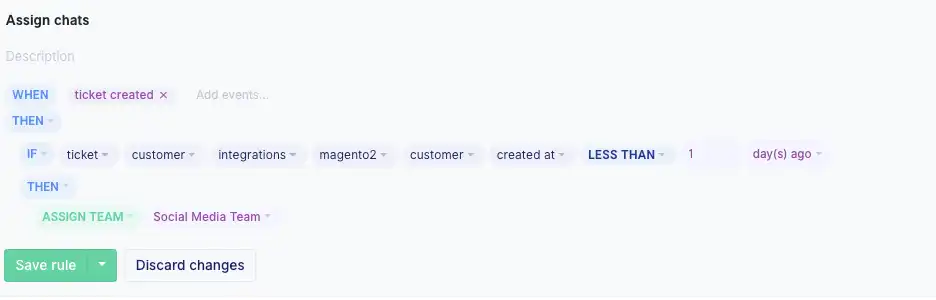 Assign chats
Description
WHEN ticket created × Add events...
THEN
IF ticket customer integrations magento2 customer created at LESS THAN 1 day(s) ago
THEN
ASSIGN TEAM Social Media Team
Save rule Discard changes